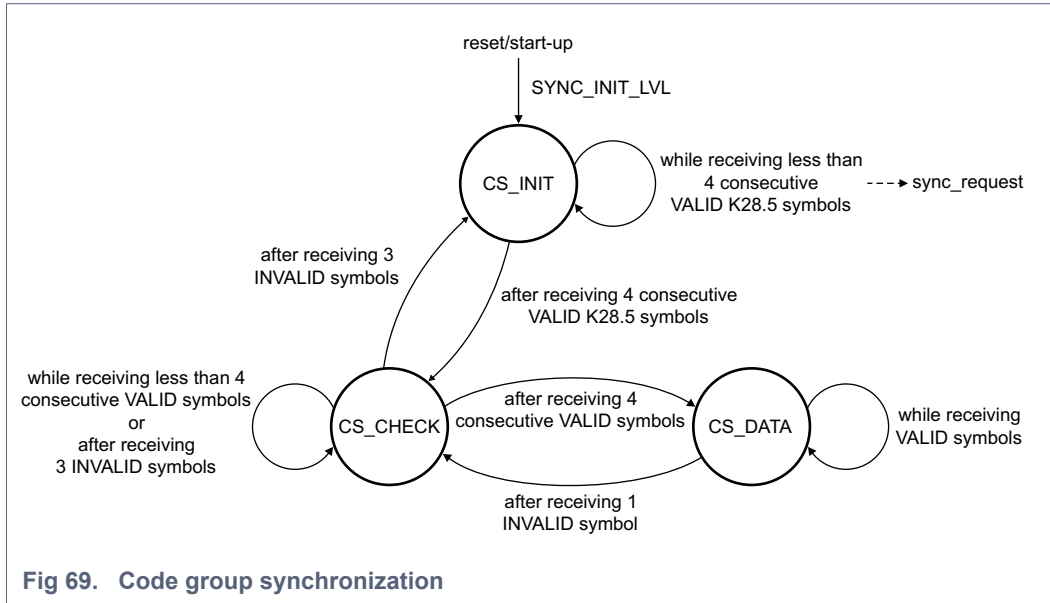 reset/start-up
SYNC_INIT_LVL
CS_INIT
while receiving less than
4 consecutive
VALID K28.5 symbols
sync_request
after receiving 3
INVALID symbols
after receiving 4 consecutive
VALID K28.5 symbols
while receiving less than 4
consecutive VALID symbols
or
after receiving
3 INVALID symbols
CS_CHECK
after receiving 4
consecutive VALID symbols
CS_DATA
while receiving
VALID symbols
after receiving 1
INVALID symbol
Fig 69. Code group synchronization